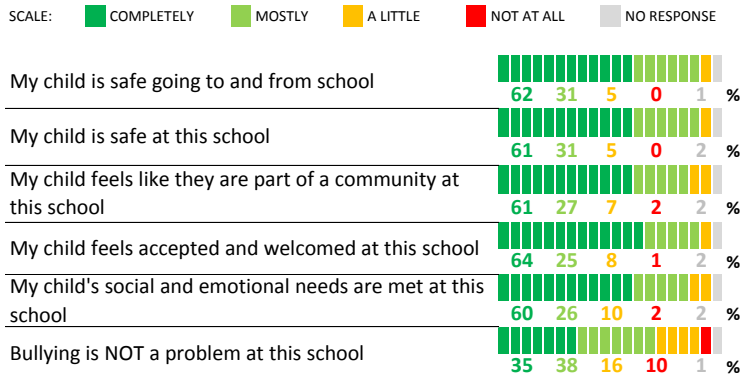 SCALE: COMPLETELY MOSTLY A LITTLE NOT AT ALL NO RESPONSE
My child is safe going to and from school
62 31 5 0 1 %
My child is safe at this school
61 31 5 0 2 %
My child feels like they are part of a community at
this school
61 27 7 2 2 %
My child feels accepted and welcomed at this school
64 25 8 1 2 %
My child's social and emotional needs are met at this
school
60 26 10 2 2 %
Bullying is NOT a problem at this school
35 38 16 10 1 %